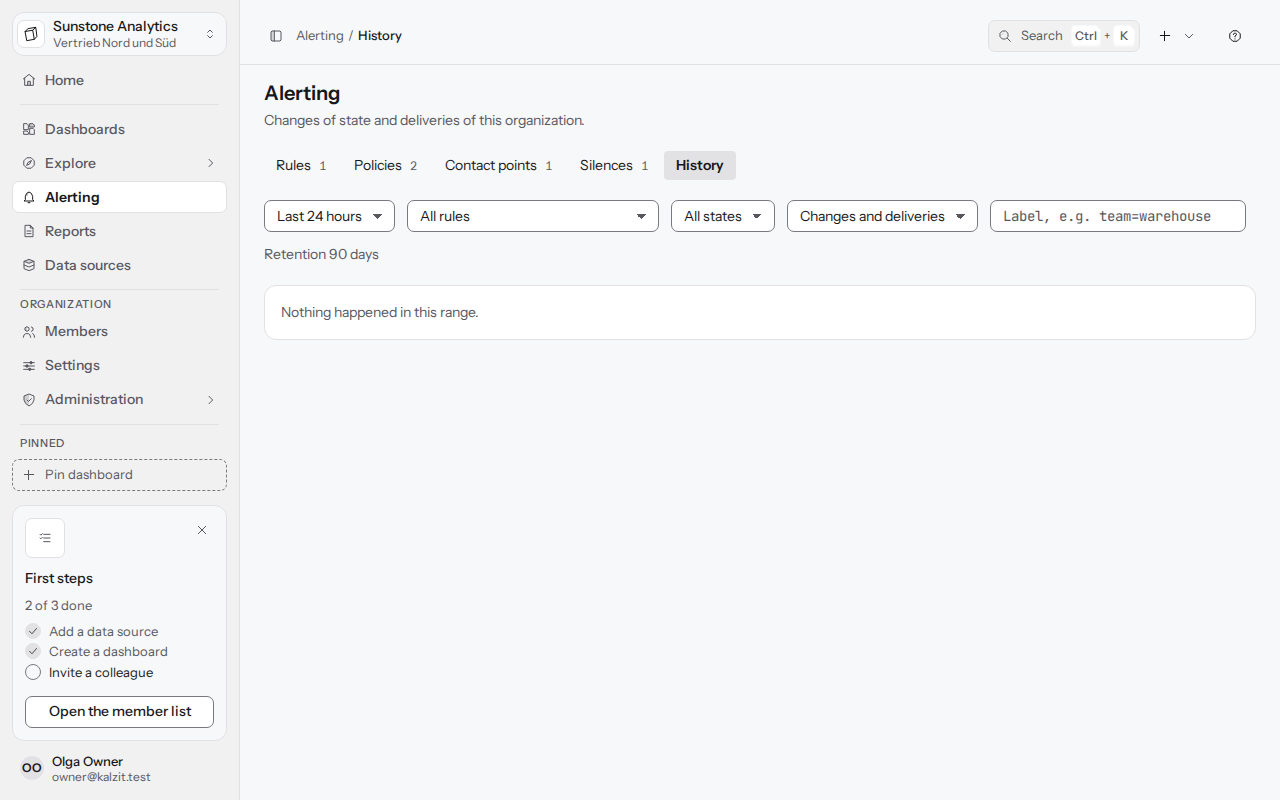 Sunstone Analytics
Vertrieb Nord und Süd
Home
Dashboards
Explore
Alerting
Reports
Data sources
ORGANIZATION
Members
Settings
Administration
PINNED
Pin dashboard
First steps
2 of 3 done
Add a data source
Create a dashboard
Invite a colleague
Open the member list
OO
Olga Owner
owner@kalzit.test
Alerting / History
Search Ctrl + K
Alerting
Changes of state and deliveries of this organization.
Rules 1 Policies 2 Contact points 1 Silences 1 History
Last 24 hours All rules All states Changes and deliveries Label, e.g. team=warehouse
Retention 90 days
Nothing happened in this range.